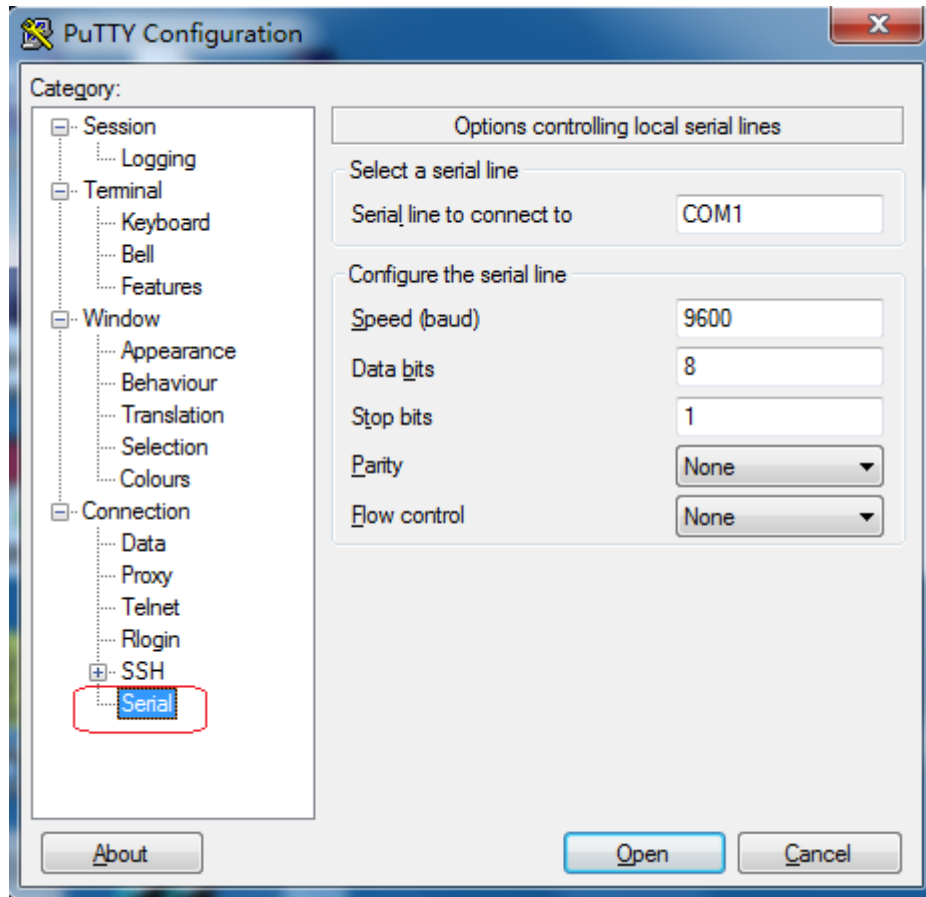 PuTTY Configuration
Category:
Session
Logging
Terminal
Keyboard
Bell
Features
Window
Appearance
Behaviour
Translation
Selection
Colours
Connection
Data
Proxy
Telnet
Rlogin
SSH
Serial
Options controlling local serial lines
Select a serial line
Serial line to connect to COM1
Configure the serial line
Speed (baud) 9600
Data bits 8
Stop bits 1
Parity None
Flow control None
About Open Cancel